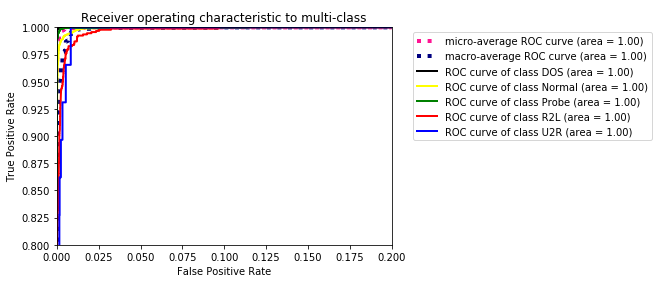 Receiver operating characteristic to multi-class
1.000
0.975
0.950
0.925
0.900
0.875
0.850
0.825
0.800
True Positive Rate
0.000 0.025 0.050 0.075 0.100 0.125 0.150 0.175 0.200
False Positive Rate
micro-average ROC curve (area = 1.00)
macro-average ROC curve (area = 1.00)
ROC curve of class DOS (area = 1.00)
ROC curve of class Normal (area = 1.00)
ROC curve of class Probe (area = 1.00)
ROC curve of class R2L (area = 1.00)
ROC curve of class U2R (area = 1.00)